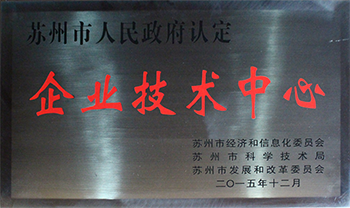 苏州市人民政府认定
企业技术中心
苏州市经济和信息化委员会
苏州市科学技术局
苏州市发展和改革委员会
二〇一五年十二月